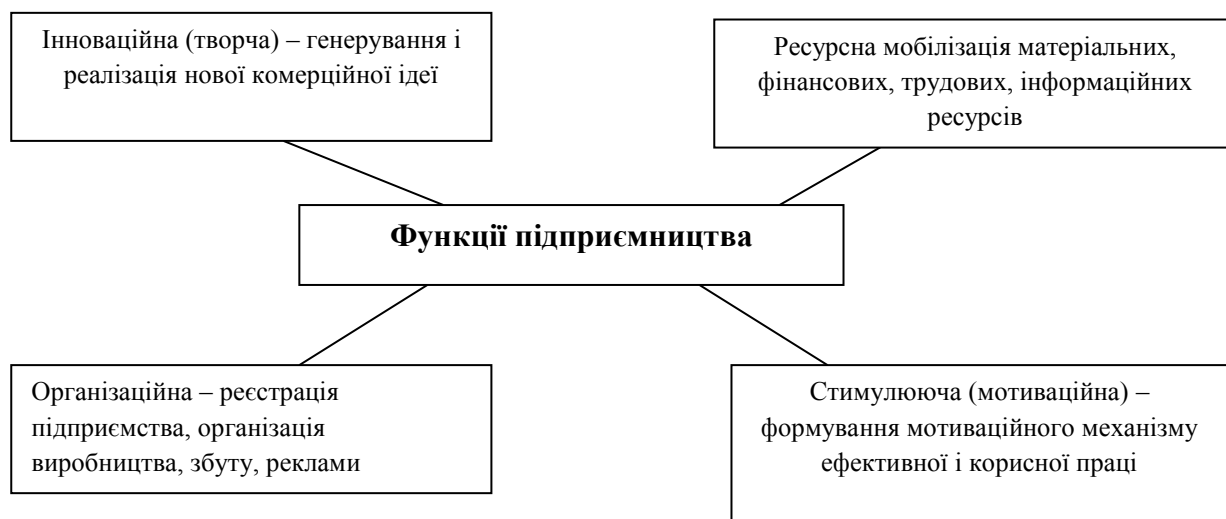 Інноваційна (творча) – генерування і
реалізація нової комерційної ідеї
Ресурсна мобілізація матеріальних,
фінансових, трудових, інформаційних
ресурсів
Функції підприємництва
Організаційна – реєстрація
підприємства, організація
виробництва, збуту, реклами
Стимулююча (мотиваційна) –
формування мотиваційного механізму
ефективної і корисної праці